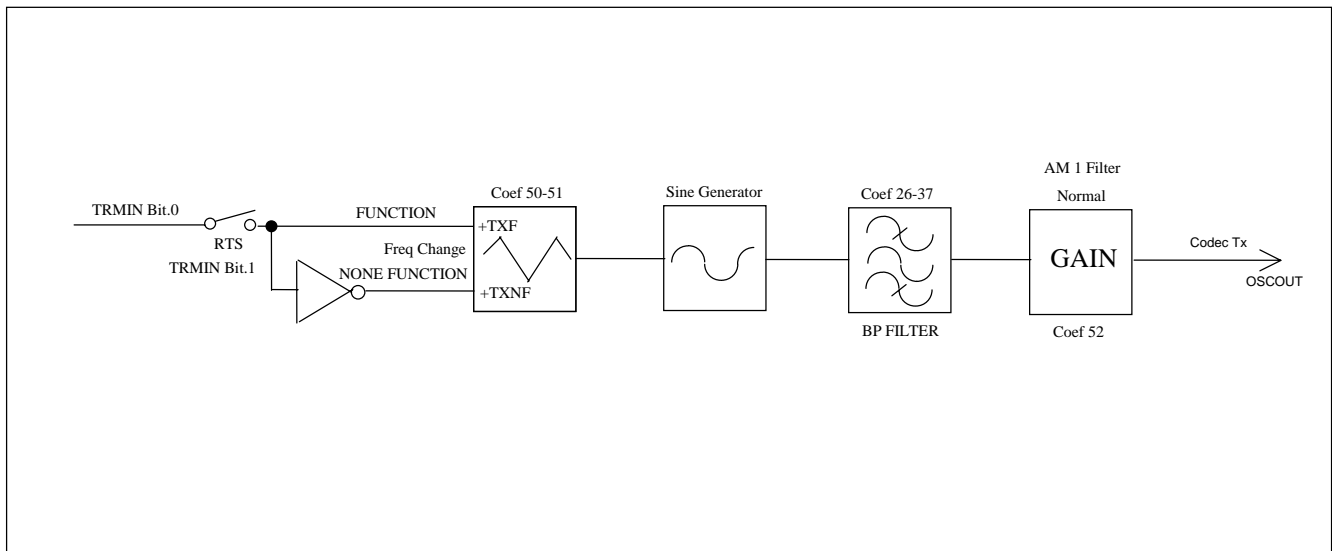 AM 1 Filter
Coef 50-51
Sine Generator
Coef 26-37
Normal
TRMIN Bit.0
FUNCTION
+TXF
RTS
Freq Change
GAIN
Codec Tx
TRMIN Bit.1
NONE FUNCTION
OSCOUT
+TXNF
BP FILTER
Coef 52